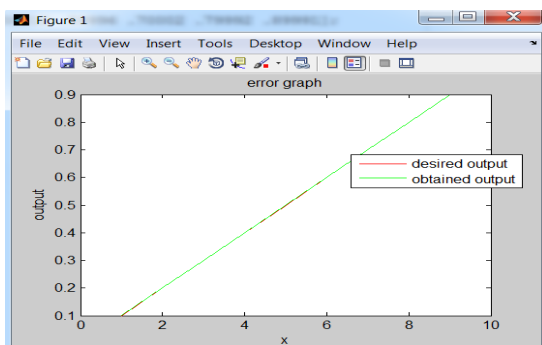 Figure 1
File Edit View Insert Tools Desktop Window Help
error graph
0.9
0.8
0.7
0.6
0.5
0.4
0.3
0.2
0.1
output
desired output
obtained output
0 2 4 6 8 10
x